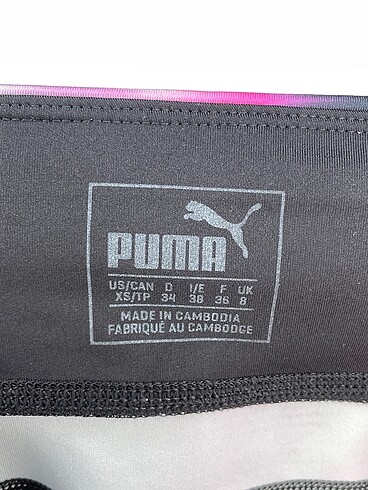 PUMA
US/CAN D I/E F UK
XS/TP 34 38 36 8
MADE IN CAMBODIA
FABRIQUÉ AU CAMBODGE